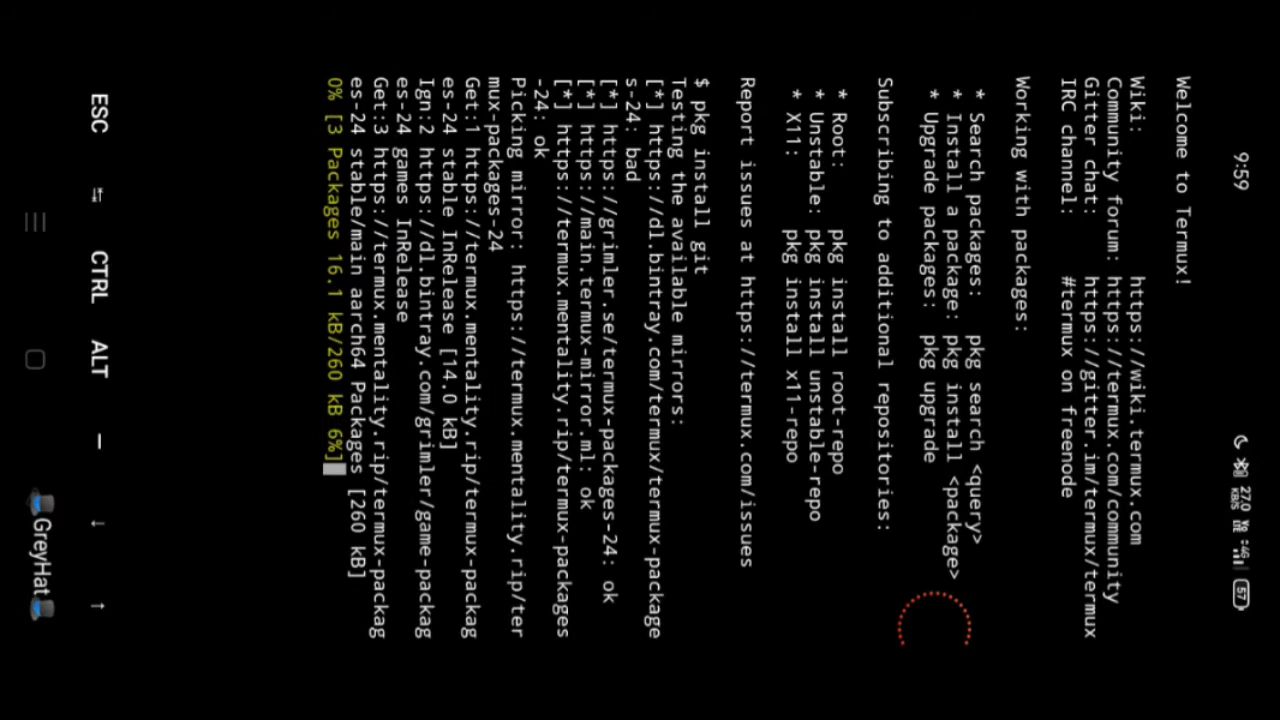 9:59
27.0 KB/S
Vo LTE
4G
57
Welcome to Termux!
Wiki: https://wiki.termux.com
Community forum: https://termux.com/community
Gitter chat: https://gitter.im/termux/termux
IRC channel: #termux on freenode
Working with packages:
* Search packages: pkg search <query>
* Install a package: pkg install <package>
* Upgrade packages: pkg upgrade
Subscribing to additional repositories:
* Root: pkg install root-repo
* Unstable: pkg install unstable-repo
* X11: pkg install x11-repo
Report issues at https://termux.com/issues
$ pkg install git
Testing the available mirrors:
[*] https://dl.bintray.com/termux/termux-package
s-24: bad
[*] https://grimler.se/termux-packages-24: ok
[*] https://main.termux-mirror.ml: ok
[*] https://termux.mentality.rip/termux-packages
-24: ok
Picking mirror: https://termux.mentality.rip/ter
mux-packages-24
Get:1 https://termux.mentality.rip/termux-packag
es-24 stable InRelease [14.0 kB]
Ign:2 https://dl.bintray.com/grimler/game-packag
es-24 games InRelease
Get:3 https://termux.mentality.rip/termux-packag
es-24 stable/main aarch64 Packages [260 kB]
0% [3 Packages 16.1 kB/260 kB 6%]
ESC ↹ CTRL ALT — ↓ ↑
GreyHat